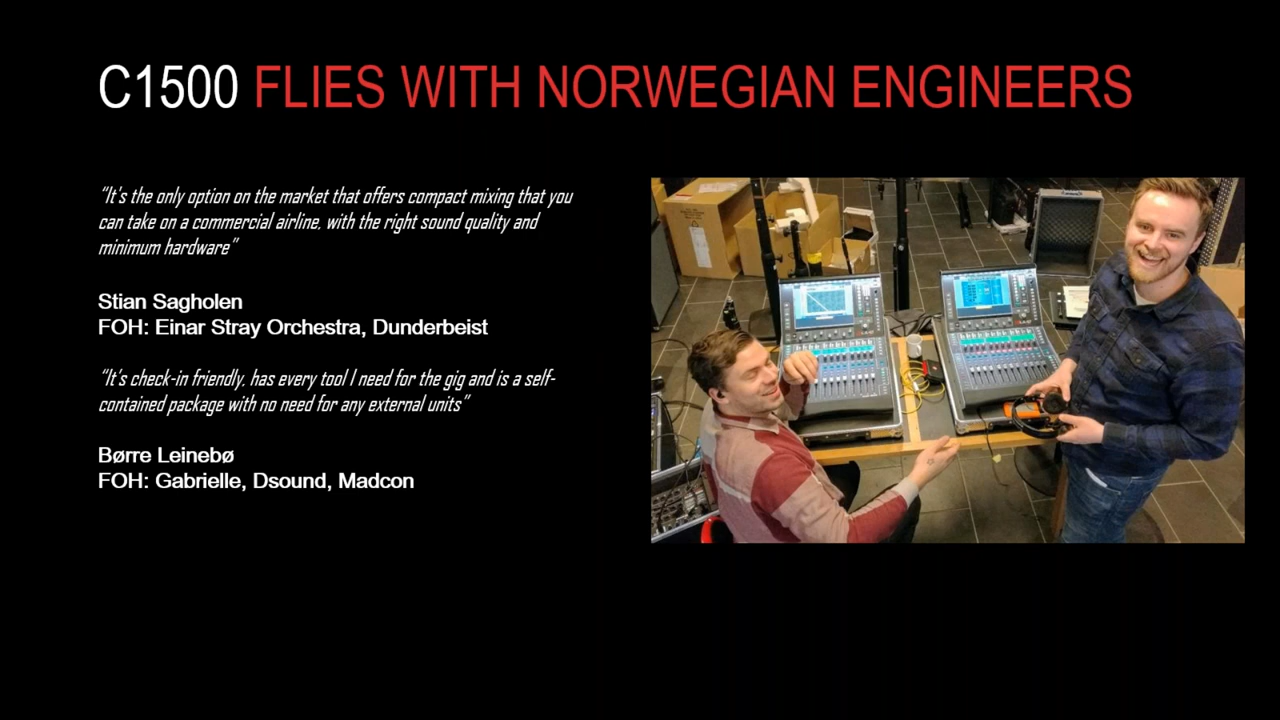 C1500 FLIES WITH NORWEGIAN ENGINEERS
“It's the only option on the market that offers compact mixing that you
can take on a commercial airline, with the right sound quality and
minimum hardware”
Stian Sagholen
FOH: Einar Stray Orchestra, Dunderbeist
“It's check-in friendly, has every tool I need for the gig and is a self-
contained package with no need for any external units”
Børre Leinebø
FOH: Gabrielle, Dsound, Madcon